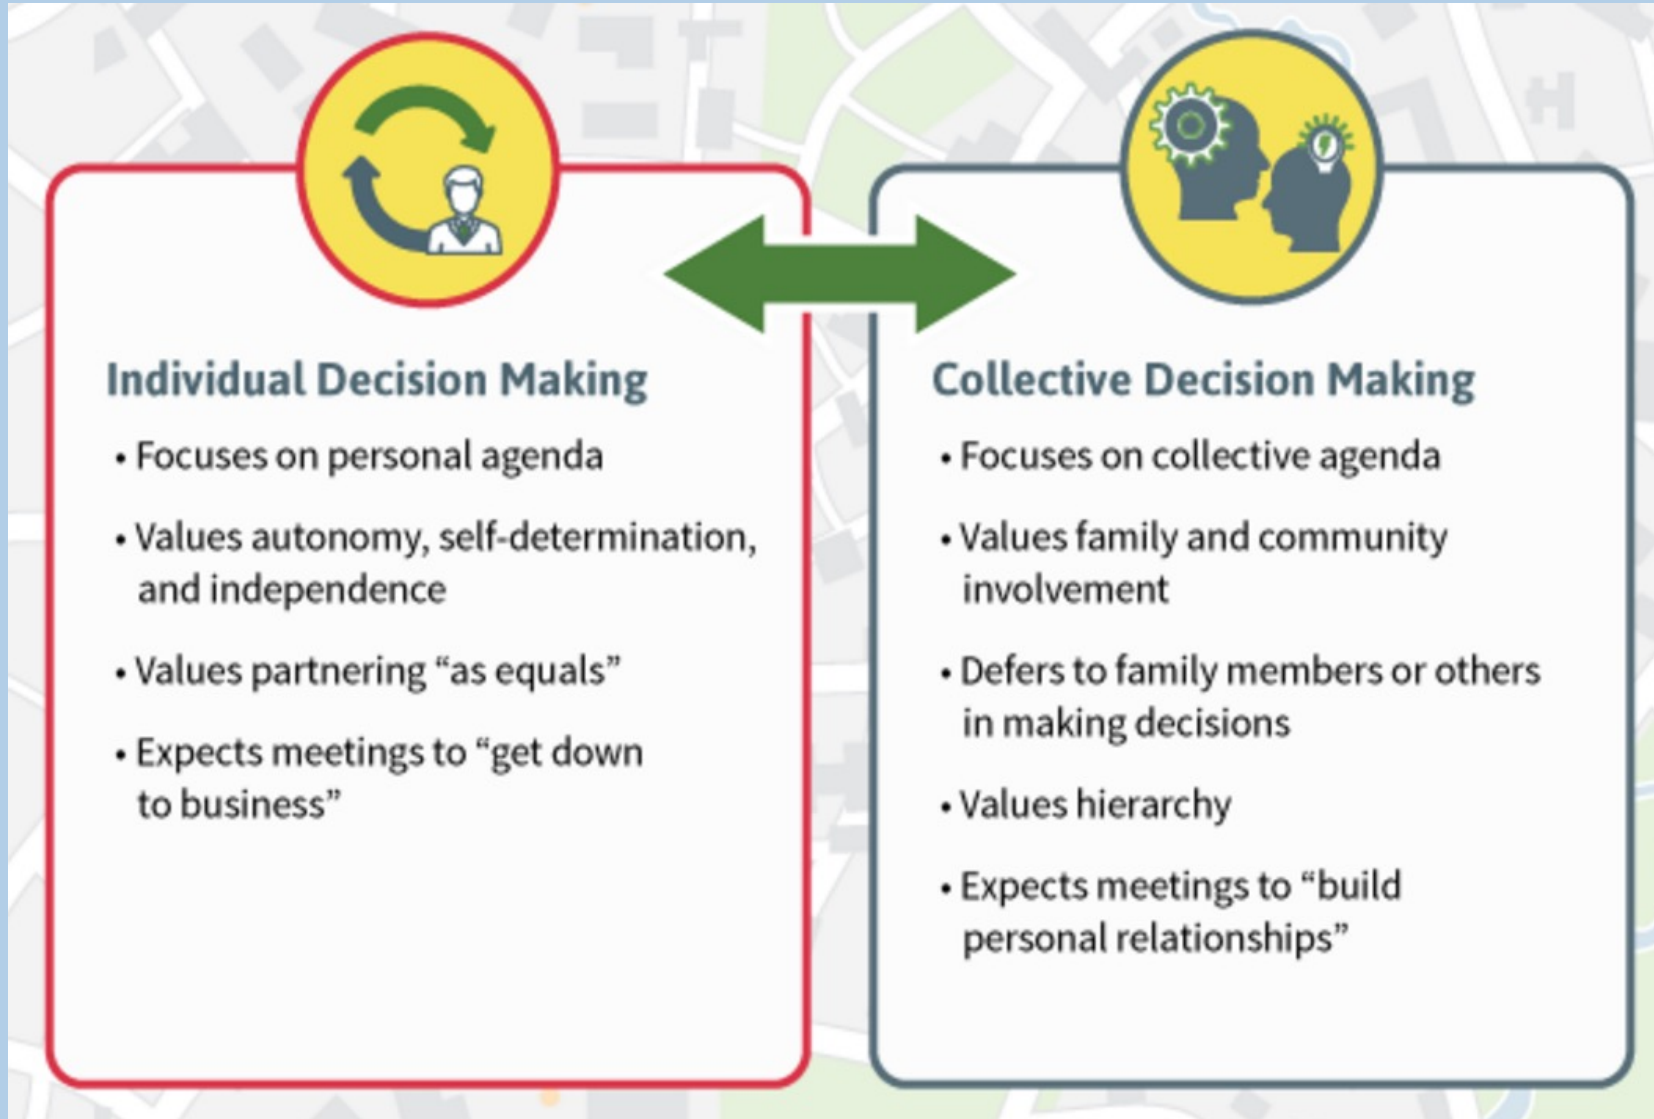 Individual Decision Making
• Focuses on personal agenda
• Values autonomy, self-determination,
and independence
• Values partnering “as equals”
• Expects meetings to “get down
to business”
Collective Decision Making
• Focuses on collective agenda
• Values family and community
involvement
• Defers to family members or others
in making decisions
• Values hierarchy
• Expects meetings to “build
personal relationships”